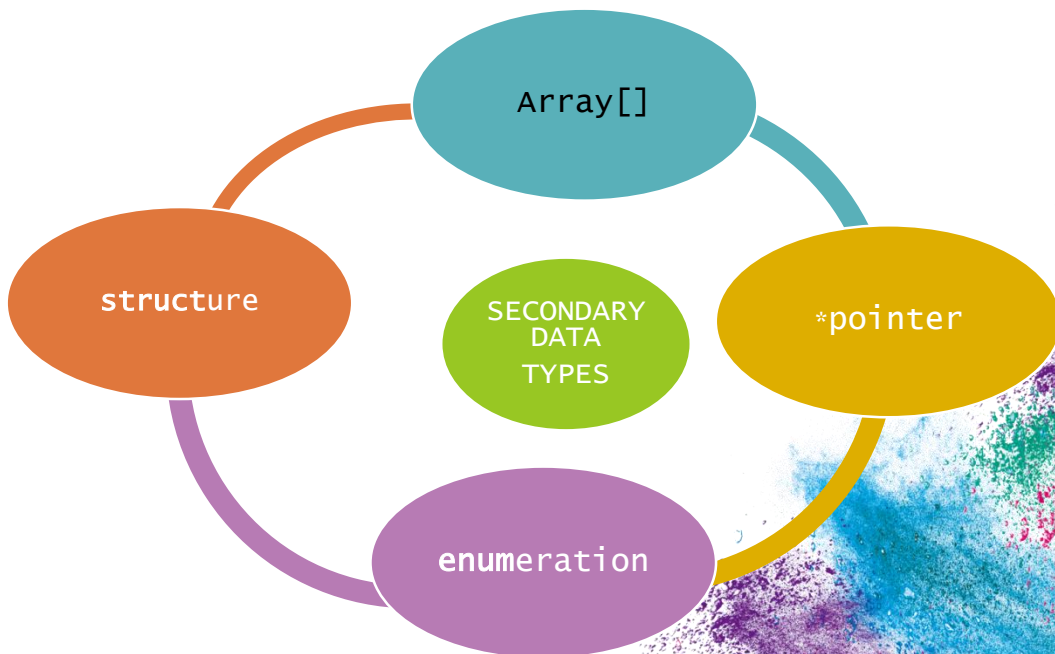 Array[]
structure
SECONDARY
DATA
TYPES
*pointer
enumeration